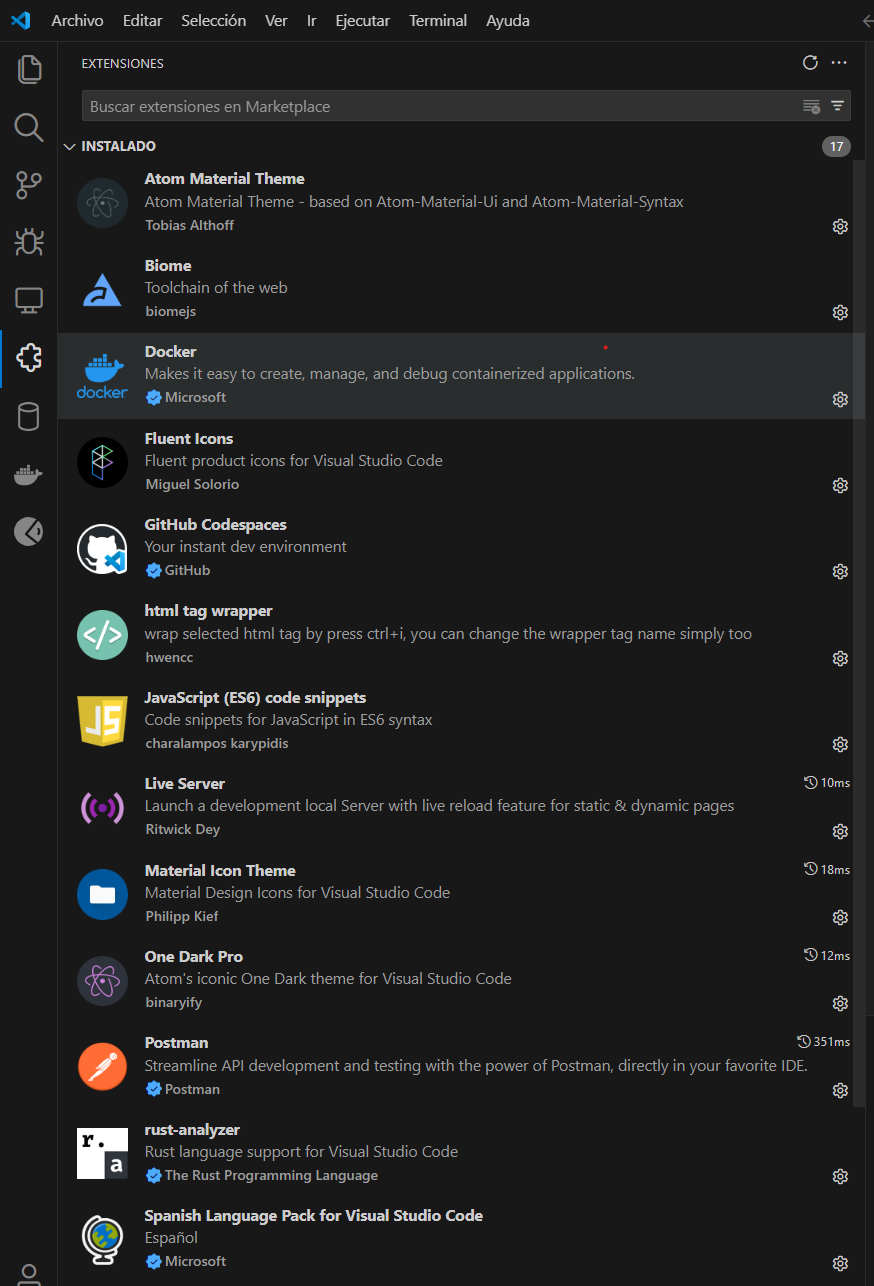 Archivo Editar Selección Ver Ir Ejecutar Terminal Ayuda
EXTENSIONES
Buscar extensiones en Marketplace
INSTALADO 17
Atom Material Theme
Atom Material Theme - based on Atom-Material-Ui and Atom-Material-Syntax
Tobias Althoff
Biome
Toolchain of the web
biomejs
Docker
Makes it easy to create, manage, and debug containerized applications.
docker
Microsoft
Fluent Icons
Fluent product icons for Visual Studio Code
Miguel Solorio
GitHub Codespaces
Your instant dev environment
GitHub
html tag wrapper
wrap selected html tag by press ctrl+i, you can change the wrapper tag name simply too
hwencc
JavaScript (ES6) code snippets
JS
Code snippets for JavaScript in ES6 syntax
charalampos karypidis
Live Server 10ms
Launch a development local Server with live reload feature for static & dynamic pages
Ritwick Dey
Material Icon Theme 18ms
Material Design Icons for Visual Studio Code
Philipp Kief
One Dark Pro 12ms
Atom's iconic One Dark theme for Visual Studio Code
binaryify
Postman 351ms
Streamline API development and testing with the power of Postman, directly in your favorite IDE.
Postman
rust-analyzer
r.
a
Rust language support for Visual Studio Code
The Rust Programming Language
Spanish Language Pack for Visual Studio Code
Español
Microsoft